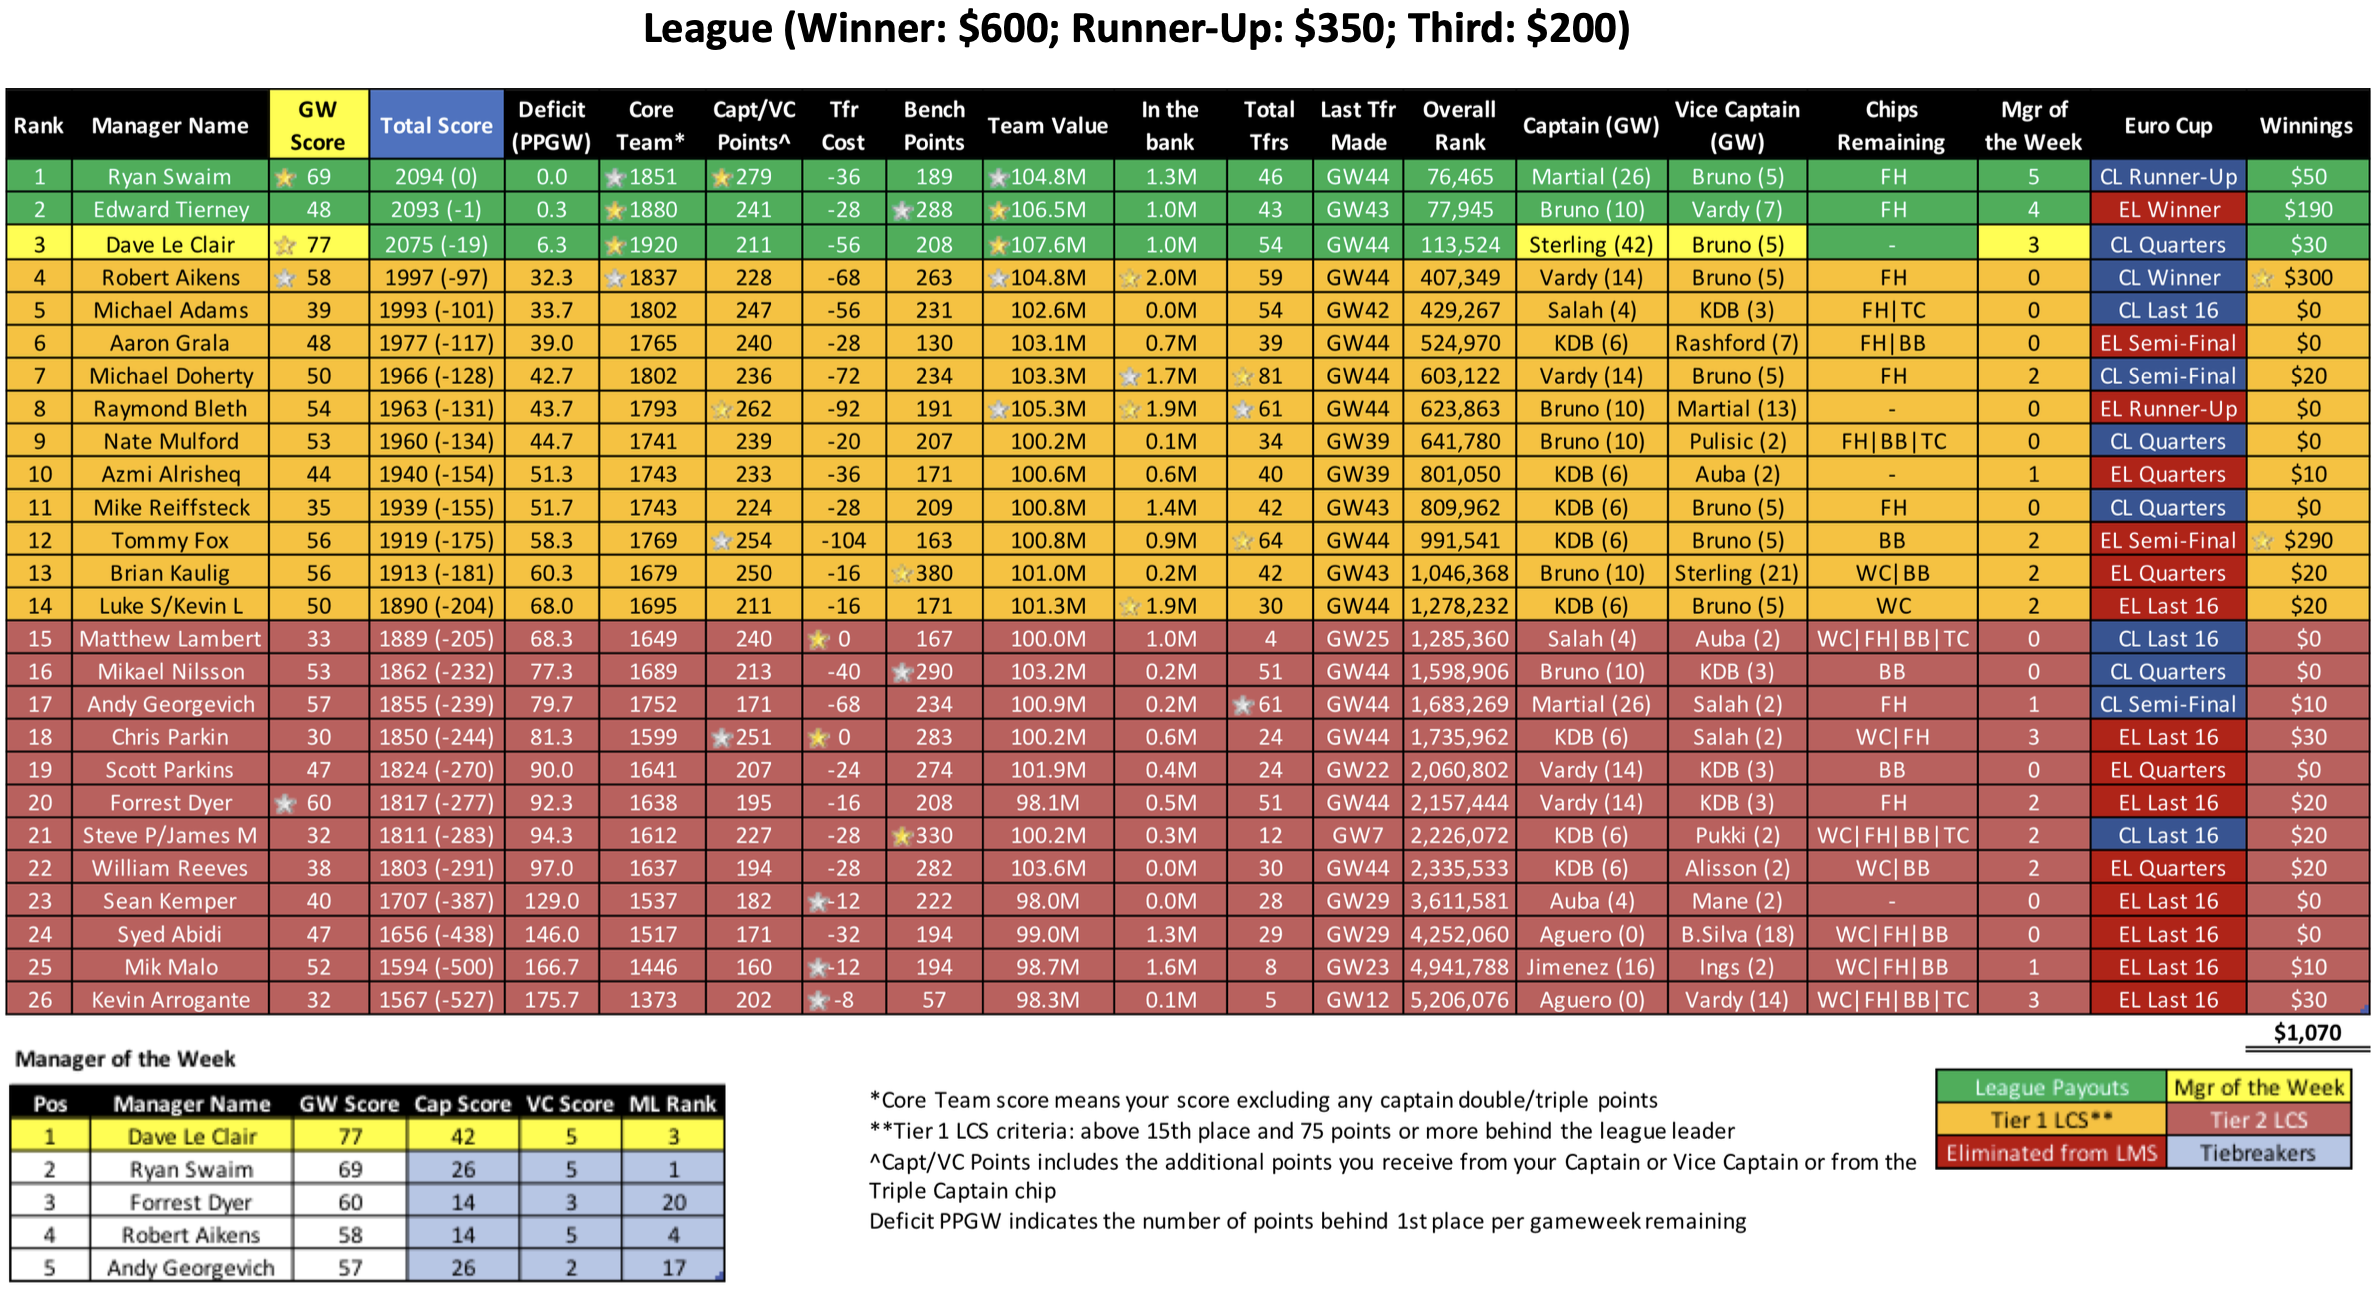 League (Winner: $600; Runner-Up: $350; Third: $200)
Rank Manager Name GW Score Total Score Deficit (PPGW) Core Team* Capt/VC Points^ Tfr Cost Bench Points Team Value In the bank Total Tfrs Last Tfr Made Overall Rank Captain (GW) Vice Captain (GW) Chips Remaining Mgr of the Week Euro Cup Winnings
1 Ryan Swaim 69 2094 (0) 0.0 1851 279 -36 189 104.8M 1.3M 46 GW44 76,465 Martial (26) Bruno (5) FH 5 CL Runner-Up $50
2 Edward Tierney 48 2093 (-1) 0.3 1880 241 -28 288 106.5M 1.0M 43 GW43 77,945 Bruno (10) Vardy (7) FH 4 EL Winner $190
3 Dave Le Clair 77 2075 (-19) 6.3 1920 211 -56 208 107.6M 1.0M 54 GW44 113,524 Sterling (42) Bruno (5) - 3 CL Quarters $30
4 Robert Aikens 58 1997 (-97) 32.3 1837 228 -68 263 104.8M 2.0M 59 GW44 407,349 Vardy (14) Bruno (5) FH 0 CL Winner $300
5 Michael Adams 39 1993 (-101) 33.7 1802 247 -56 231 102.6M 0.0M 54 GW42 429,267 Salah (4) KDB (3) FH|TC 0 CL Last 16 $0
6 Aaron Grala 48 1977 (-117) 39.0 1765 240 -28 130 103.1M 0.7M 39 GW44 524,970 KDB (6) Rashford (7) FH|BB 0 EL Semi-Final $0
7 Michael Doherty 50 1966 (-128) 42.7 1802 236 -72 234 103.3M 1.7M 81 GW44 603,122 Vardy (14) Bruno (5) FH 2 CL Semi-Final $20
8 Raymond Bleth 54 1963 (-131) 43.7 1793 262 -92 191 105.3M 1.9M 61 GW44 623,863 Bruno (10) Martial (13) - 0 EL Runner-Up $0
9 Nate Mulford 53 1960 (-134) 44.7 1741 239 -20 207 100.2M 0.1M 34 GW39 641,780 Bruno (10) Pulisic (2) FH|BB|TC 0 CL Quarters $0
10 Azmi Alrisheq 44 1940 (-154) 51.3 1743 233 -36 171 100.6M 0.6M 40 GW39 801,050 KDB (6) Auba (2) - 1 EL Quarters $10
11 Mike Reiffsteck 35 1939 (-155) 51.7 1743 224 -28 209 100.8M 1.4M 42 GW43 809,962 KDB (6) Bruno (5) FH 0 CL Quarters $0
12 Tommy Fox 56 1919 (-175) 58.3 1769 254 -104 163 100.8M 0.9M 64 GW44 991,541 KDB (6) Bruno (5) BB 2 EL Semi-Final $290
13 Brian Kaulig 56 1913 (-181) 60.3 1679 250 -16 380 101.0M 0.2M 42 GW43 1,046,368 Bruno (10) Sterling (21) WC|BB 2 EL Quarters $20
14 Luke S/Kevin L 50 1890 (-204) 68.0 1695 211 -16 171 101.3M 1.9M 30 GW44 1,278,232 KDB (6) Bruno (5) WC 2 EL Last 16 $20
15 Matthew Lambert 33 1889 (-205) 68.3 1649 240 0 167 100.0M 1.0M 4 GW25 1,285,360 Salah (4) Auba (2) WC|FH|BB|TC 0 CL Last 16 $0
16 Mikael Nilsson 53 1862 (-232) 77.3 1689 213 -40 290 103.2M 0.2M 51 GW44 1,598,906 Bruno (10) KDB (3) BB 0 CL Quarters $0
17 Andy Georgevich 57 1855 (-239) 79.7 1752 171 -68 234 100.9M 0.2M 61 GW44 1,683,269 Martial (26) Salah (2) FH 1 CL Semi-Final $10
18 Chris Parkin 30 1850 (-244) 81.3 1599 251 0 283 100.2M 0.6M 24 GW44 1,735,962 KDB (6) Salah (2) WC|FH 3 EL Last 16 $30
19 Scott Parkins 47 1824 (-270) 90.0 1641 207 -24 274 101.9M 0.4M 24 GW22 2,060,802 Vardy (14) KDB (3) BB 0 EL Quarters $0
20 Forrest Dyer 60 1817 (-277) 92.3 1638 195 -16 208 98.1M 0.5M 51 GW44 2,157,444 Vardy (14) KDB (3) FH 2 EL Last 16 $20
21 Steve P/James M 32 1811 (-283) 94.3 1612 227 -28 330 100.2M 0.3M 12 GW7 2,226,072 KDB (6) Pukki (2) WC|FH|BB|TC 2 CL Last 16 $20
22 William Reeves 38 1803 (-291) 97.0 1637 194 -28 282 103.6M 0.0M 30 GW44 2,335,533 KDB (6) Alisson (2) WC|BB 2 EL Quarters $20
23 Sean Kemper 40 1707 (-387) 129.0 1537 182 -12 222 98.0M 0.0M 28 GW29 3,611,581 Auba (4) Mane (2) - 0 EL Last 16 $0
24 Syed Abidi 47 1656 (-438) 146.0 1517 171 -32 194 99.0M 1.3M 29 GW29 4,252,060 Aguero (0) B.Silva (18) WC|FH|BB 0 EL Last 16 $0
25 Mik Malo 52 1594 (-500) 166.7 1446 160 -12 194 98.7M 1.6M 8 GW23 4,941,788 Jimenez (16) Ings (2) WC|FH|BB 1 EL Last 16 $10
26 Kevin Arrogante 32 1567 (-527) 175.7 1373 202 -8 57 98.3M 0.1M 5 GW12 5,206,076 Aguero (0) Vardy (14) WC|FH|BB|TC 3 EL Last 16 $30
$1,070
Manager of the Week
Pos Manager Name GW Score Cap Score VC Score ML Rank
1 Dave Le Clair 77 42 5 3
2 Ryan Swaim 69 26 5 1
3 Forrest Dyer 60 14 3 20
4 Robert Aikens 58 14 5 4
5 Andy Georgevich 57 26 2 17
*Core Team score means your score excluding any captain double/triple points
**Tier 1 LCS criteria: above 15th place and 75 points or more behind the league leader
^Capt/VC Points includes the additional points you receive from your Captain or Vice Captain or from the
Triple Captain chip
Deficit PPGW indicates the number of points behind 1st place per gameweek remaining
League Payouts Mgr of the Week
Tier 1 LCS** Tier 2 LCS
Eliminated from LMS Tiebreakers